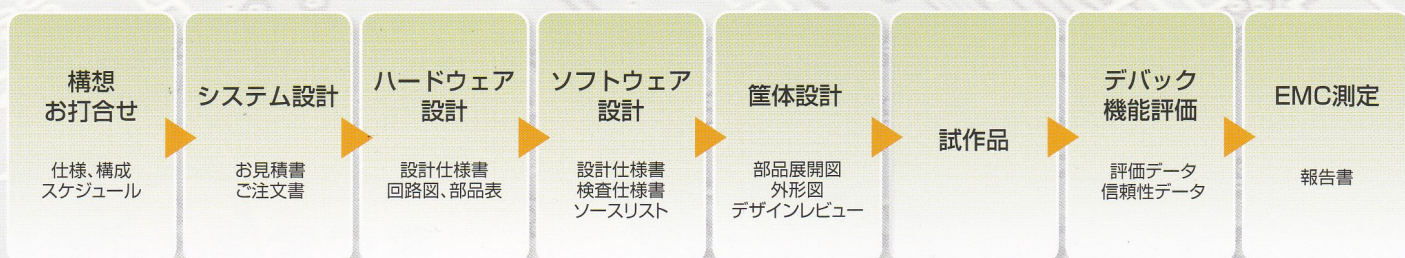 構想
お打合せ
仕様、構成
スケジュール
システム設計
お見積書
ご注文書
ハードウェア
設計
設計仕様書
回路図、部品表
ソフトウェア
設計
設計仕様書
検査仕様書
ソースリスト
筐体設計
部品展開図
外形図
デザインレビュー
試作品
デバック
機能評価
評価データ
信頼性データ
EMC測定
報告書